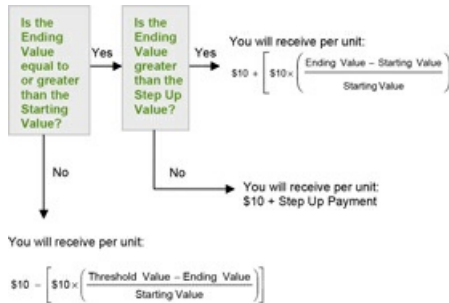 Is the
Ending
Value
equal to
or greater
than the
Starting
Value?
Yes
Is the
Ending
Value
greater
than the
Step Up
Value?
Yes
You will receive per unit:
$10 + [ $10 × ( Ending Value – Starting Value / Starting Value ) ]
No
No
You will receive per unit:
$10 + Step Up Payment
You will receive per unit:
$10 – [ $10 × ( Threshold Value – Ending Value / Starting Value ) ]